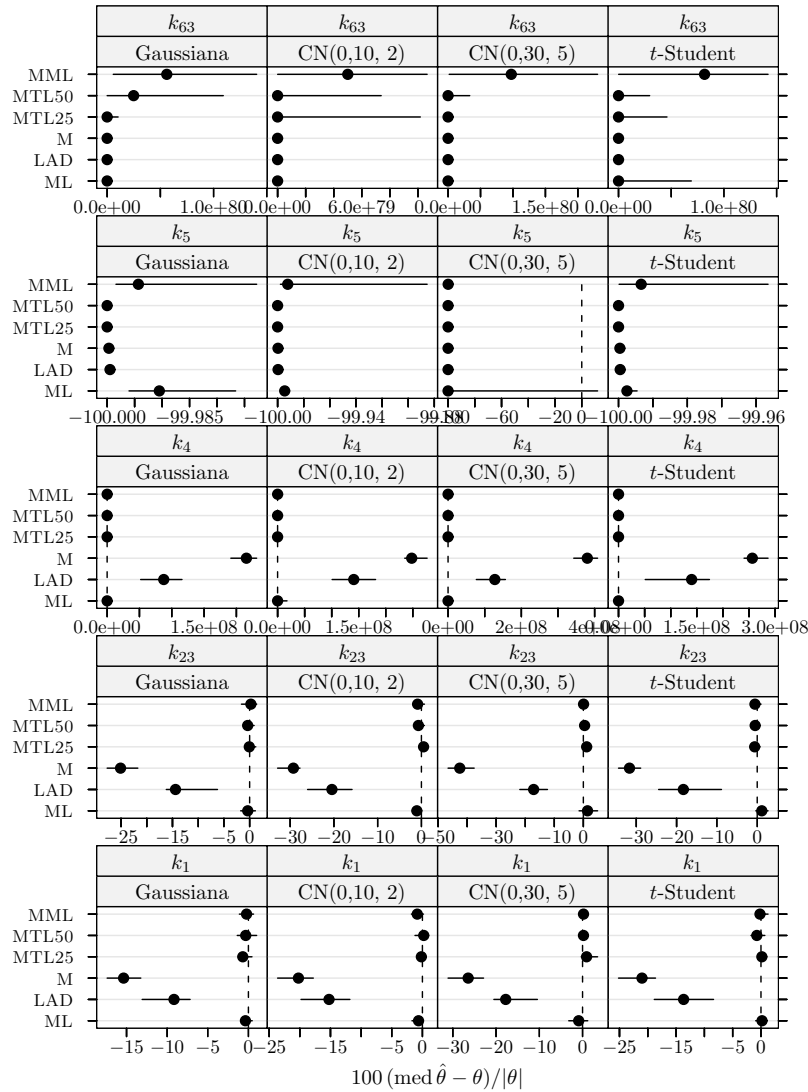 k63 k63 k63 k63
Gaussiana CN(0,10, 2) CN(0,30, 5) t-Student
MML
MTL50
MTL25
M
LAD
ML
0.0e+00 1.0e+80 0.0e+00 6.0e+79 0.0e+00 1.5e+80 0.0e+00 1.0e+80
k5 k5 k5 k5
Gaussiana CN(0,10, 2) CN(0,30, 5) t-Student
MML
MTL50
MTL25
M
LAD
ML
−100.000 −99.985 −100.00 −99.94 −60 −20 0 −100.00 −99.98 −99.96
k4 k4 k4 k4
Gaussiana CN(0,10, 2) CN(0,30, 5) t-Student
MML
MTL50
MTL25
M
LAD
ML
0.0e+00 1.5e+08 0.0e+00 1.5e+08 0e+00 2e+08 1.5e+08 3.0e+08
k23 k23 k23 k23
Gaussiana CN(0,10, 2) CN(0,30, 5) t-Student
MML
MTL50
MTL25
M
LAD
ML
−25 −15 −5 0 −30 −20 −10 0 −50 −30 −10 0 −30 −20 −10 0
k1 k1 k1 k1
Gaussiana CN(0,10, 2) CN(0,30, 5) t-Student
MML
MTL50
MTL25
M
LAD
ML
−15 −10 −5 0 −25 −15 −5 0 −30 −20 −10 0 −25 −15 −5 0
100 (med θ̂ − θ)/|θ|